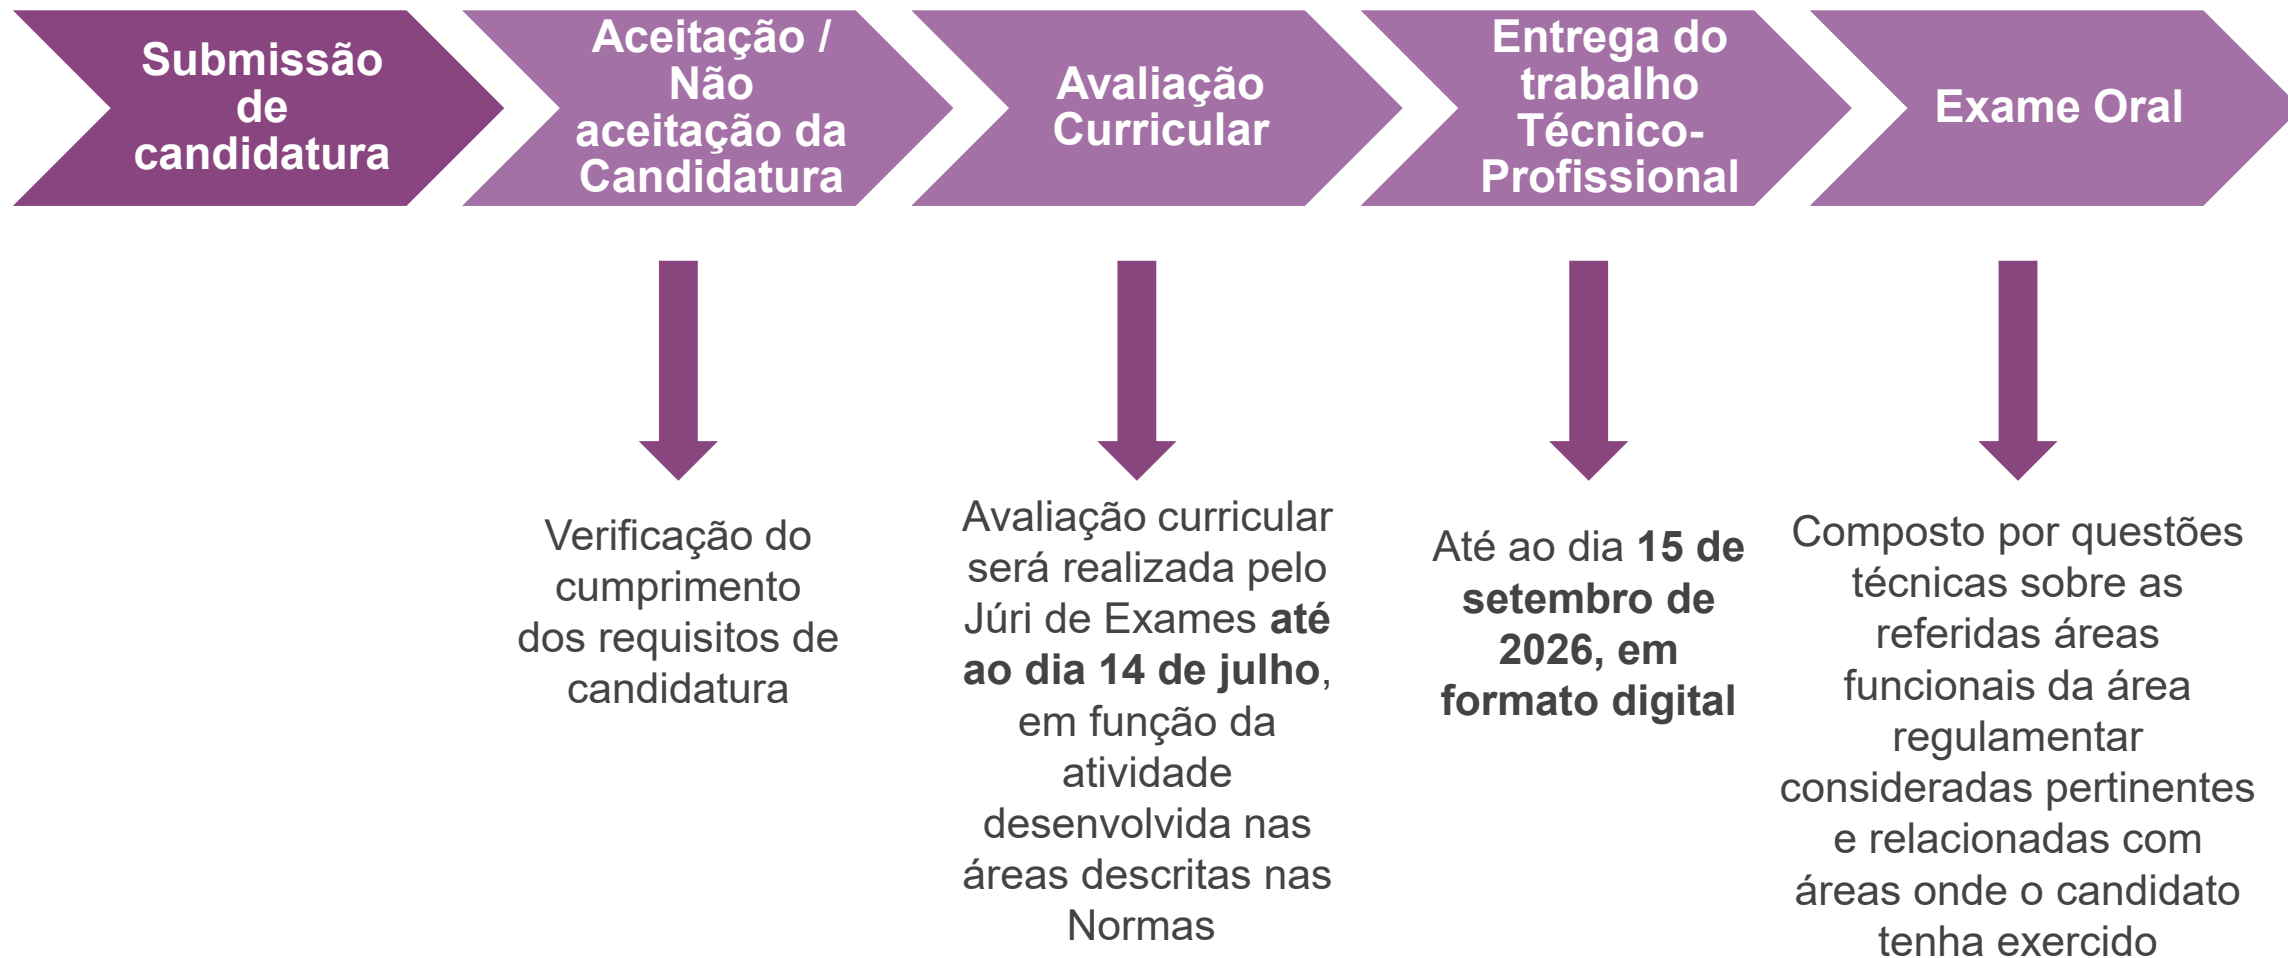 Submissão
de
candidatura
Aceitação /
Não
aceitação da
Candidatura
Avaliação
Curricular
Entrega do
trabalho
Técnico-
Profissional
Exame Oral
Verificação do
cumprimento
dos requisitos de
candidatura
Avaliação curricular
será realizada pelo
Júri de Exames até
ao dia 14 de julho,
em função da
atividade
desenvolvida nas
áreas descritas nas
Normas
Até ao dia 15 de
setembro de
2026, em
formato digital
Composto por questões
técnicas sobre as
referidas áreas
funcionais da área
regulamentar
consideradas pertinentes
e relacionadas com
áreas onde o candidato
tenha exercido